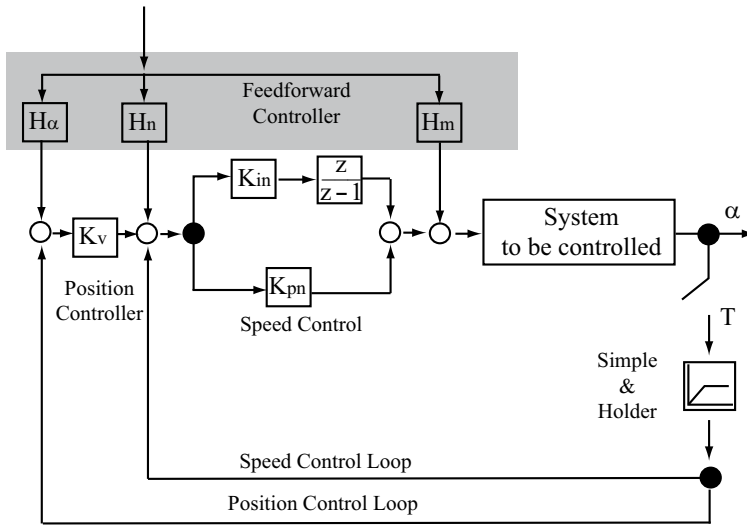 Feedforward
Controller
Hα
Hn
Hm
Kin
z
z − 1
Kv
System
to be controlled
α
Position
Controller
Kpn
Speed Control
T
Simple
&
Holder
Speed Control Loop
Position Control Loop